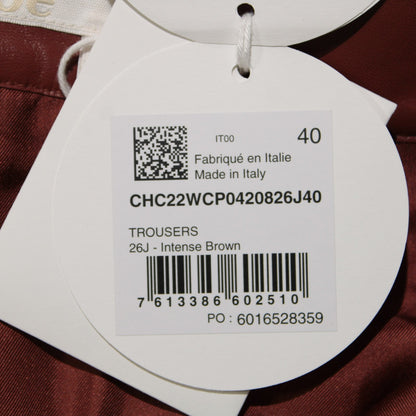 IT00
40
Fabriqué en Italie
Made in Italy
CHC22WCP0420826J40
TROUSERS
26J - Intense Brown
7 613386 602510
PO : 6016528359